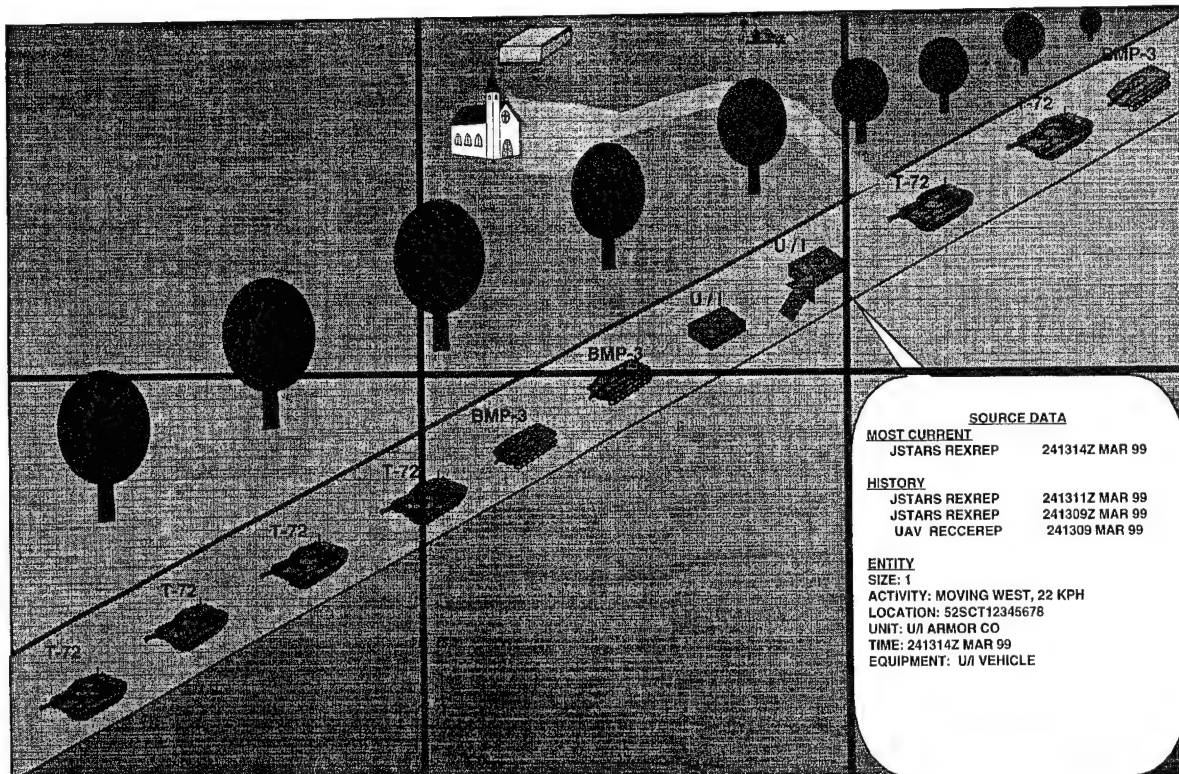 BMP-3
-72
T-72
U/I
U/I
BMP-3
BMP-3
T-72
T-72
T-72
T-72
SOURCE DATA
MOST CURRENT
JSTARS REXREP 241314Z MAR 99
HISTORY
JSTARS REXREP 241311Z MAR 99
JSTARS REXREP 241309Z MAR 99
UAV RECCEREP 241309 MAR 99
ENTITY
SIZE: 1
ACTIVITY: MOVING WEST, 22 KPH
LOCATION: 52SCT12345678
UNIT: U/I ARMOR CO
TIME: 241314Z MAR 99
EQUIPMENT: U/I VEHICLE